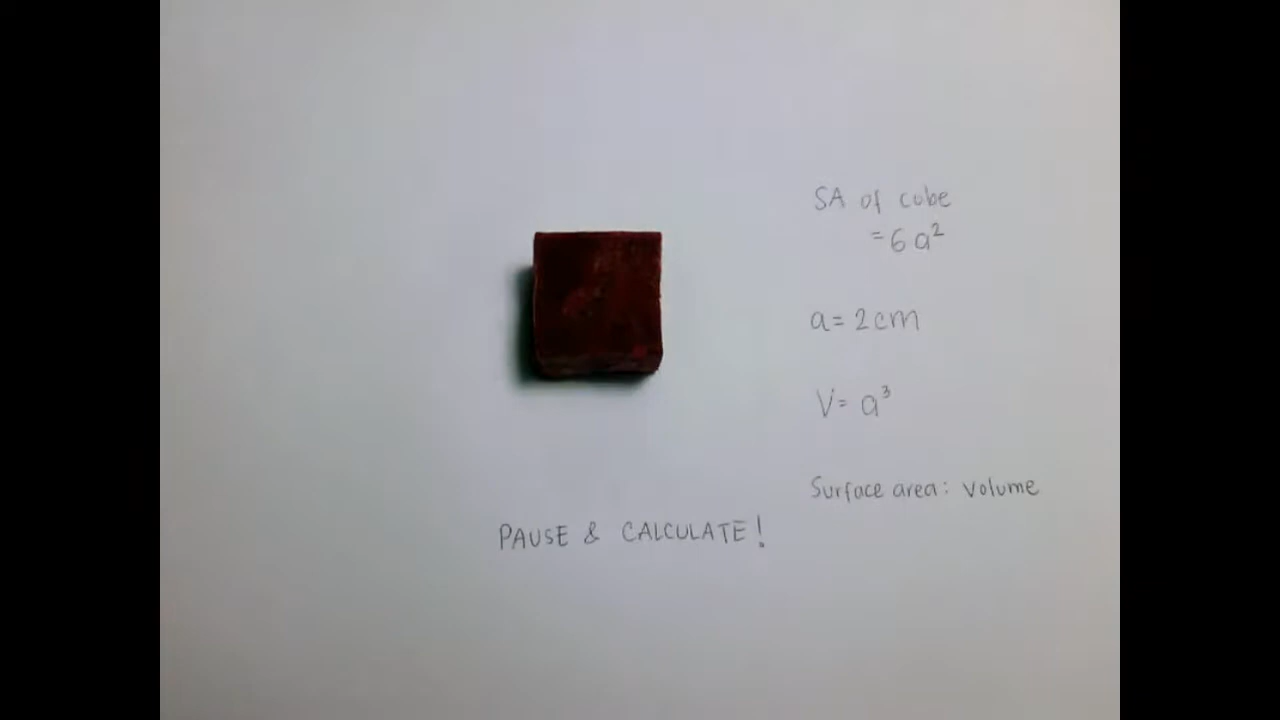 SA of cube
= 6a²
a = 2cm
V = a³
Surface area : volume
PAUSE & CALCULATE!